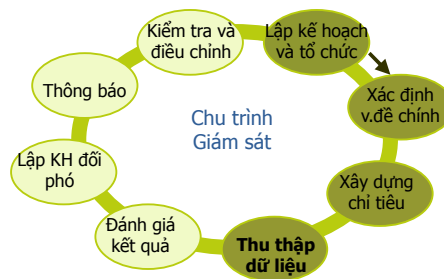 Kiểm tra và
điều chỉnh
Lập kế hoạch
và tổ chức
Thông báo
Xác định
v.đề chính
Chu trình
Giám sát
Lập KH đối
phó
Xây dựng
chỉ tiêu
Đánh giá
kết quả
Thu thập
dữ liệu